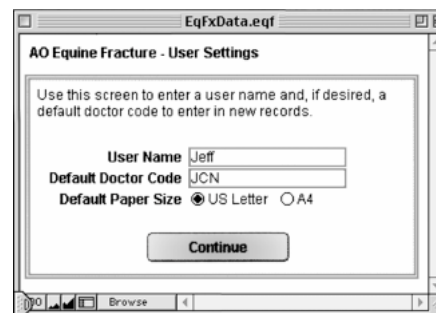 EqFxData.eqf
AO Equine Fracture - User Settings
Use this screen to enter a user name and, if desired, a
default doctor code to enter in new records.
User Name Jeff
Default Doctor Code JCN
Default Paper Size US Letter A4
Continue
Browse